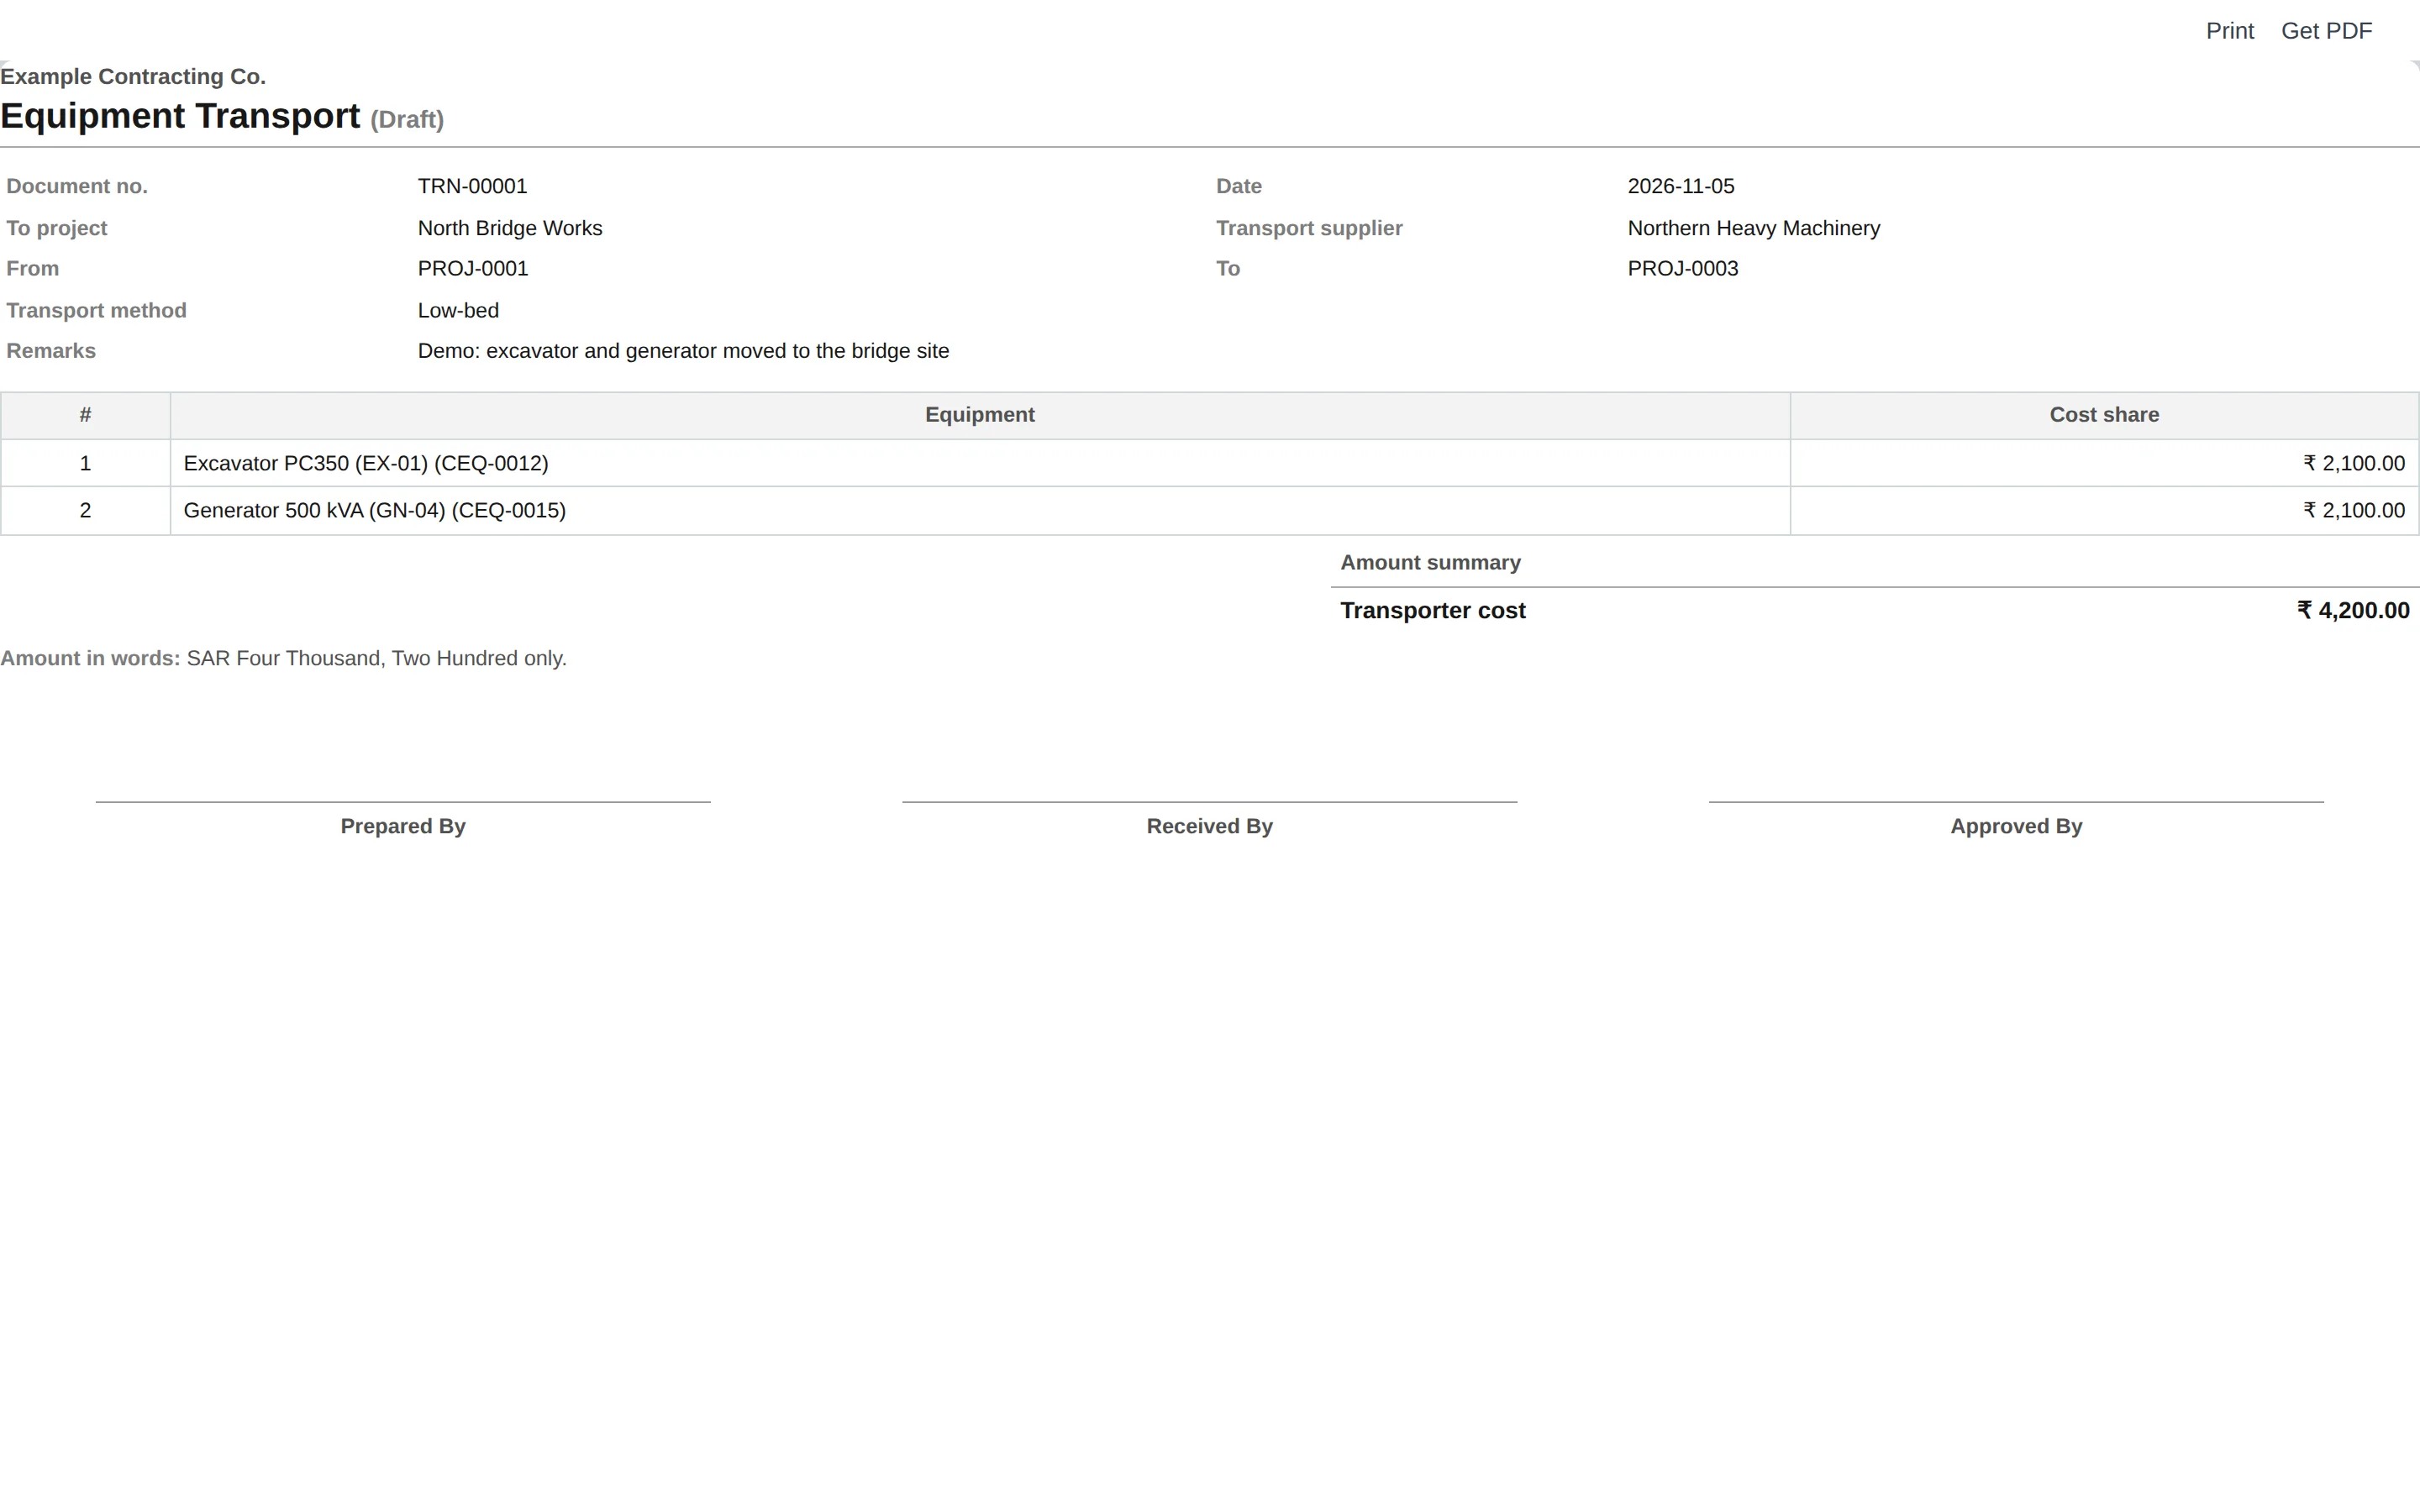 Print Get PDF
Example Contracting Co.
Equipment Transport (Draft)
Document no. TRN-00001 Date 2026-11-05
To project North Bridge Works Transport supplier Northern Heavy Machinery
From PROJ-0001 To PROJ-0003
Transport method Low-bed
Remarks Demo: excavator and generator moved to the bridge site
# Equipment Cost share
1 Excavator PC350 (EX-01) (CEQ-0012) ₹ 2,100.00
2 Generator 500 kVA (GN-04) (CEQ-0015) ₹ 2,100.00
Amount summary
Transporter cost ₹ 4,200.00
Amount in words: SAR Four Thousand, Two Hundred only.
Prepared By Received By Approved By